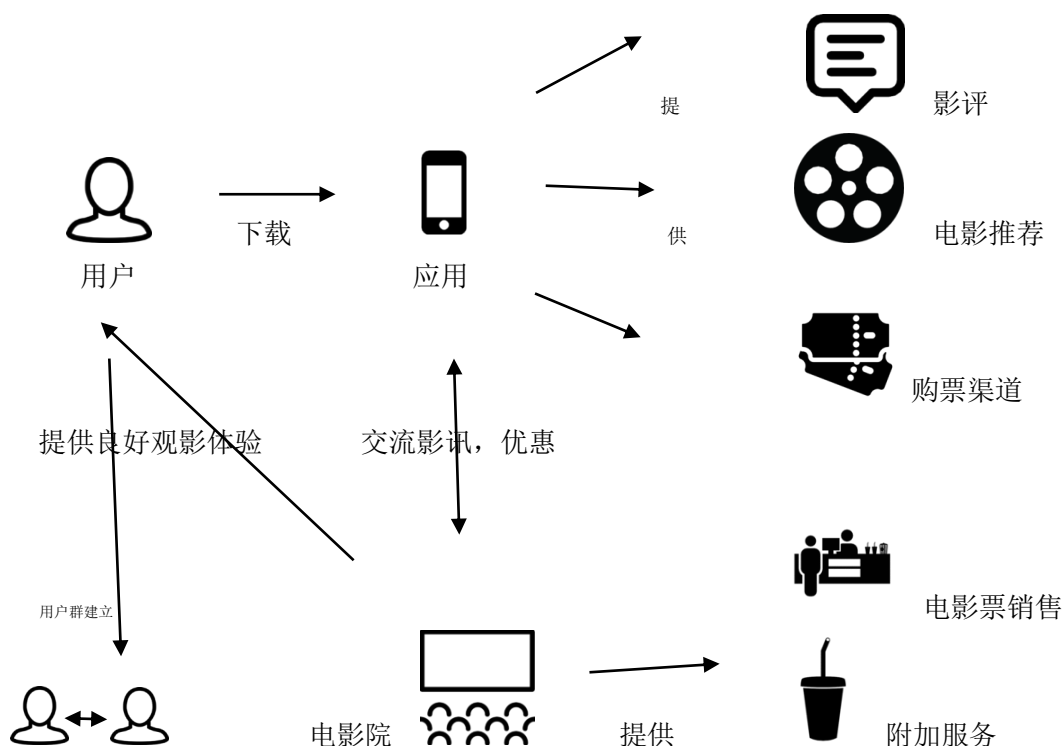 提
影评
下载
供
电影推荐
用户
应用
购票渠道
提供良好观影体验
交流影讯，优惠
用户群建立
电影票销售
电影院
提供
附加服务